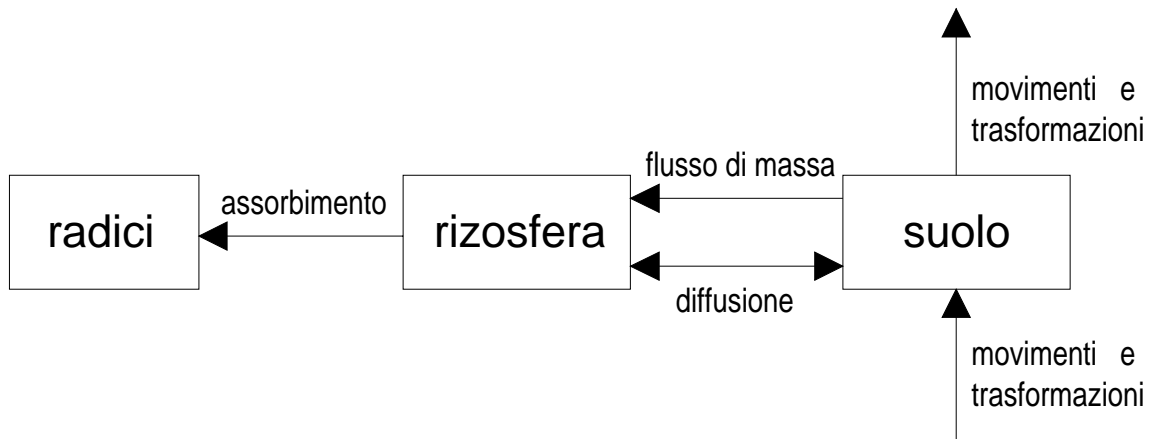 movimenti e
trasformazioni
flusso di massa
assorbimento
radici
rizosfera
suolo
diffusione
movimenti e
trasformazioni